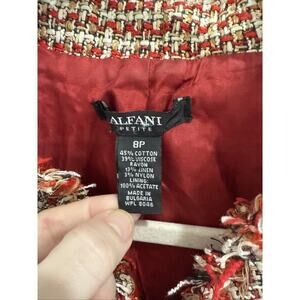 ALFANI
PETITE
8P
45% COTTON
39% VISCOSE
RAYON
13% LINEN
3% NYLON
LINING:
100% ACETATE
MADE IN
BULGARIA
WPL 8046